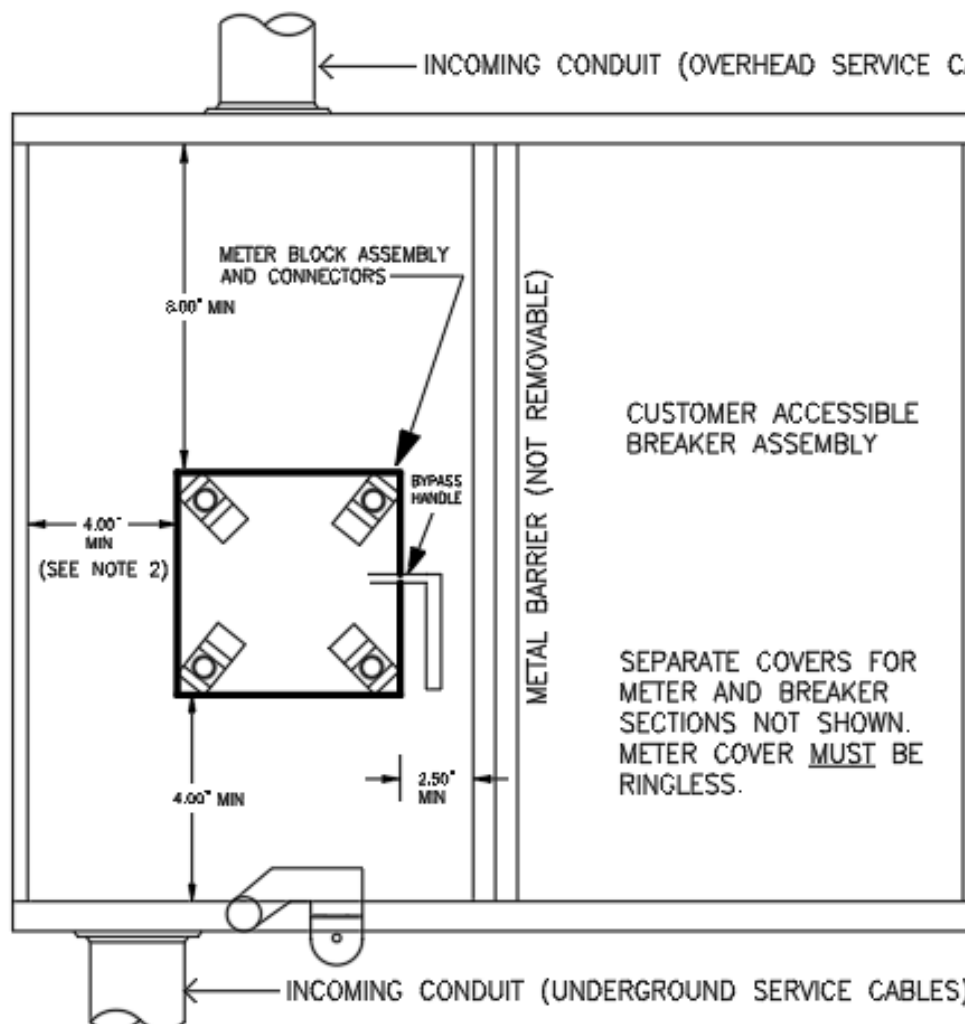 INCOMING CONDUIT (OVERHEAD SERVICE
METER BLOCK ASSEMBLY
AND CONNECTORS
8.00" MIN
METAL BARRIER (NOT REMOVABLE)
CUSTOMER ACCESSIBLE
BREAKER ASSEMBLY
BYPASS
HANDLE
4.00"
MIN
(SEE NOTE 2)
SEPARATE COVERS FOR
METER AND BREAKER
SECTIONS NOT SHOWN.
METER COVER MUST BE
RINGLESS.
2.50"
MIN
4.00" MIN
INCOMING CONDUIT (UNDERGROUND SERVICE CABLES)